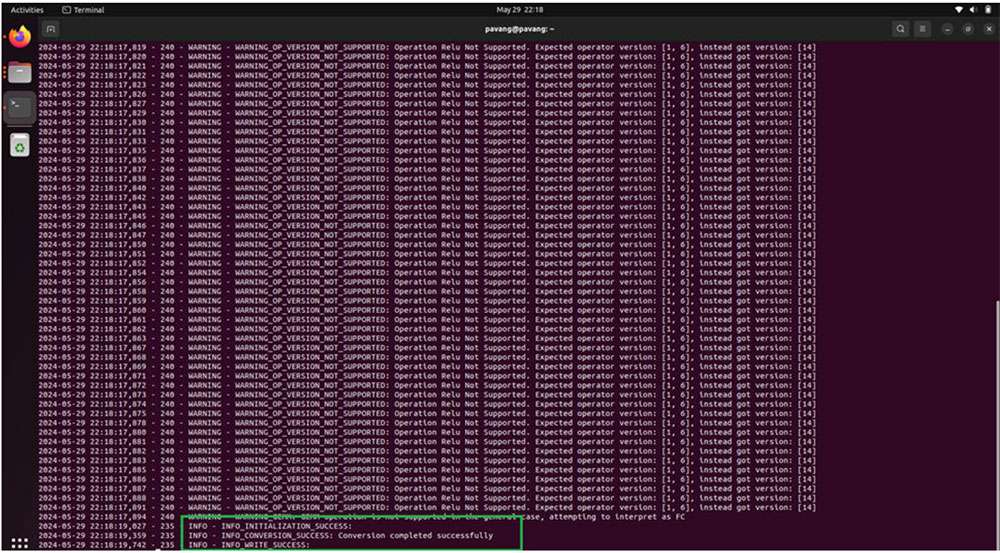 Activities
Terminal
May 29 22:18
pavang@pavang: ~
2024-05-29 22:18:17,819 - 240 - WARNING - WARNING_OP_VERSION_NOT_SUPPORTED: Operation Relu Not Supported. Expected operator version: [1, 6], instead got version: [14]
2024-05-29 22:18:17,820 - 240 - WARNING - WARNING_OP_VERSION_NOT_SUPPORTED: Operation Relu Not Supported. Expected operator version: [1, 6], instead got version: [14]
2024-05-29 22:18:17,821 - 240 - WARNING - WARNING_OP_VERSION_NOT_SUPPORTED: Operation Relu Not Supported. Expected operator version: [1, 6], instead got version: [14]
2024-05-29 22:18:17,822 - 240 - WARNING - WARNING_OP_VERSION_NOT_SUPPORTED: Operation Relu Not Supported. Expected operator version: [1, 6], instead got version: [14]
2024-05-29 22:18:17,823 - 240 - WARNING - WARNING_OP_VERSION_NOT_SUPPORTED: Operation Relu Not Supported. Expected operator version: [1, 6], instead got version: [14]
2024-05-29 22:18:17,826 - 240 - WARNING - WARNING_OP_VERSION_NOT_SUPPORTED: Operation Relu Not Supported. Expected operator version: [1, 6], instead got version: [14]
2024-05-29 22:18:17,827 - 240 - WARNING - WARNING_OP_VERSION_NOT_SUPPORTED: Operation Relu Not Supported. Expected operator version: [1, 6], instead got version: [14]
2024-05-29 22:18:17,829 - 240 - WARNING - WARNING_OP_VERSION_NOT_SUPPORTED: Operation Relu Not Supported. Expected operator version: [1, 6], instead got version: [14]
2024-05-29 22:18:17,830 - 240 - WARNING - WARNING_OP_VERSION_NOT_SUPPORTED: Operation Relu Not Supported. Expected operator version: [1, 6], instead got version: [14]
2024-05-29 22:18:17,831 - 240 - WARNING - WARNING_OP_VERSION_NOT_SUPPORTED: Operation Relu Not Supported. Expected operator version: [1, 6], instead got version: [14]
2024-05-29 22:18:17,833 - 240 - WARNING - WARNING_OP_VERSION_NOT_SUPPORTED: Operation Relu Not Supported. Expected operator version: [1, 6], instead got version: [14]
2024-05-29 22:18:17,835 - 240 - WARNING - WARNING_OP_VERSION_NOT_SUPPORTED: Operation Relu Not Supported. Expected operator version: [1, 6], instead got version: [14]
2024-05-29 22:18:17,836 - 240 - WARNING - WARNING_OP_VERSION_NOT_SUPPORTED: Operation Relu Not Supported. Expected operator version: [1, 6], instead got version: [14]
2024-05-29 22:18:17,837 - 240 - WARNING - WARNING_OP_VERSION_NOT_SUPPORTED: Operation Relu Not Supported. Expected operator version: [1, 6], instead got version: [14]
2024-05-29 22:18:17,838 - 240 - WARNING - WARNING_OP_VERSION_NOT_SUPPORTED: Operation Relu Not Supported. Expected operator version: [1, 6], instead got version: [14]
2024-05-29 22:18:17,840 - 240 - WARNING - WARNING_OP_VERSION_NOT_SUPPORTED: Operation Relu Not Supported. Expected operator version: [1, 6], instead got version: [14]
2024-05-29 22:18:17,842 - 240 - WARNING - WARNING_OP_VERSION_NOT_SUPPORTED: Operation Relu Not Supported. Expected operator version: [1, 6], instead got version: [14]
2024-05-29 22:18:17,843 - 240 - WARNING - WARNING_OP_VERSION_NOT_SUPPORTED: Operation Relu Not Supported. Expected operator version: [1, 6], instead got version: [14]
2024-05-29 22:18:17,845 - 240 - WARNING - WARNING_OP_VERSION_NOT_SUPPORTED: Operation Relu Not Supported. Expected operator version: [1, 6], instead got version: [14]
2024-05-29 22:18:17,846 - 240 - WARNING - WARNING_OP_VERSION_NOT_SUPPORTED: Operation Relu Not Supported. Expected operator version: [1, 6], instead got version: [14]
2024-05-29 22:18:17,847 - 240 - WARNING - WARNING_OP_VERSION_NOT_SUPPORTED: Operation Relu Not Supported. Expected operator version: [1, 6], instead got version: [14]
2024-05-29 22:18:17,850 - 240 - WARNING - WARNING_OP_VERSION_NOT_SUPPORTED: Operation Relu Not Supported. Expected operator version: [1, 6], instead got version: [14]
2024-05-29 22:18:17,851 - 240 - WARNING - WARNING_OP_VERSION_NOT_SUPPORTED: Operation Relu Not Supported. Expected operator version: [1, 6], instead got version: [14]
2024-05-29 22:18:17,852 - 240 - WARNING - WARNING_OP_VERSION_NOT_SUPPORTED: Operation Relu Not Supported. Expected operator version: [1, 6], instead got version: [14]
2024-05-29 22:18:17,854 - 240 - WARNING - WARNING_OP_VERSION_NOT_SUPPORTED: Operation Relu Not Supported. Expected operator version: [1, 6], instead got version: [14]
2024-05-29 22:18:17,856 - 240 - WARNING - WARNING_OP_VERSION_NOT_SUPPORTED: Operation Relu Not Supported. Expected operator version: [1, 6], instead got version: [14]
2024-05-29 22:18:17,858 - 240 - WARNING - WARNING_OP_VERSION_NOT_SUPPORTED: Operation Relu Not Supported. Expected operator version: [1, 6], instead got version: [14]
2024-05-29 22:18:17,859 - 240 - WARNING - WARNING_OP_VERSION_NOT_SUPPORTED: Operation Relu Not Supported. Expected operator version: [1, 6], instead got version: [14]
2024-05-29 22:18:17,860 - 240 - WARNING - WARNING_OP_VERSION_NOT_SUPPORTED: Operation Relu Not Supported. Expected operator version: [1, 6], instead got version: [14]
2024-05-29 22:18:17,861 - 240 - WARNING - WARNING_OP_VERSION_NOT_SUPPORTED: Operation Relu Not Supported. Expected operator version: [1, 6], instead got version: [14]
2024-05-29 22:18:17,862 - 240 - WARNING - WARNING_OP_VERSION_NOT_SUPPORTED: Operation Relu Not Supported. Expected operator version: [1, 6], instead got version: [14]
2024-05-29 22:18:17,863 - 240 - WARNING - WARNING_OP_VERSION_NOT_SUPPORTED: Operation Relu Not Supported. Expected operator version: [1, 6], instead got version: [14]
2024-05-29 22:18:17,867 - 240 - WARNING - WARNING_OP_VERSION_NOT_SUPPORTED: Operation Relu Not Supported. Expected operator version: [1, 6], instead got version: [14]
2024-05-29 22:18:17,868 - 240 - WARNING - WARNING_OP_VERSION_NOT_SUPPORTED: Operation Relu Not Supported. Expected operator version: [1, 6], instead got version: [14]
2024-05-29 22:18:17,869 - 240 - WARNING - WARNING_OP_VERSION_NOT_SUPPORTED: Operation Relu Not Supported. Expected operator version: [1, 6], instead got version: [14]
2024-05-29 22:18:17,871 - 240 - WARNING - WARNING_OP_VERSION_NOT_SUPPORTED: Operation Relu Not Supported. Expected operator version: [1, 6], instead got version: [14]
2024-05-29 22:18:17,872 - 240 - WARNING - WARNING_OP_VERSION_NOT_SUPPORTED: Operation Relu Not Supported. Expected operator version: [1, 6], instead got version: [14]
2024-05-29 22:18:17,873 - 240 - WARNING - WARNING_OP_VERSION_NOT_SUPPORTED: Operation Relu Not Supported. Expected operator version: [1, 6], instead got version: [14]
2024-05-29 22:18:17,874 - 240 - WARNING - WARNING_OP_VERSION_NOT_SUPPORTED: Operation Relu Not Supported. Expected operator version: [1, 6], instead got version: [14]
2024-05-29 22:18:17,875 - 240 - WARNING - WARNING_OP_VERSION_NOT_SUPPORTED: Operation Relu Not Supported. Expected operator version: [1, 6], instead got version: [14]
2024-05-29 22:18:17,878 - 240 - WARNING - WARNING_OP_VERSION_NOT_SUPPORTED: Operation Relu Not Supported. Expected operator version: [1, 6], instead got version: [14]
2024-05-29 22:18:17,880 - 240 - WARNING - WARNING_OP_VERSION_NOT_SUPPORTED: Operation Relu Not Supported. Expected operator version: [1, 6], instead got version: [14]
2024-05-29 22:18:17,881 - 240 - WARNING - WARNING_OP_VERSION_NOT_SUPPORTED: Operation Relu Not Supported. Expected operator version: [1, 6], instead got version: [14]
2024-05-29 22:18:17,882 - 240 - WARNING - WARNING_OP_VERSION_NOT_SUPPORTED: Operation Relu Not Supported. Expected operator version: [1, 6], instead got version: [14]
2024-05-29 22:18:17,883 - 240 - WARNING - WARNING_OP_VERSION_NOT_SUPPORTED: Operation Relu Not Supported. Expected operator version: [1, 6], instead got version: [14]
2024-05-29 22:18:17,885 - 240 - WARNING - WARNING_OP_VERSION_NOT_SUPPORTED: Operation Relu Not Supported. Expected operator version: [1, 6], instead got version: [14]
2024-05-29 22:18:17,886 - 240 - WARNING - WARNING_OP_VERSION_NOT_SUPPORTED: Operation Relu Not Supported. Expected operator version: [1, 6], instead got version: [14]
2024-05-29 22:18:17,887 - 240 - WARNING - WARNING_OP_VERSION_NOT_SUPPORTED: Operation Relu Not Supported. Expected operator version: [1, 6], instead got version: [14]
2024-05-29 22:18:17,888 - 240 - WARNING - WARNING_OP_VERSION_NOT_SUPPORTED: Operation Relu Not Supported. Expected operator version: [1, 6], instead got version: [14]
2024-05-29 22:18:17,891 - 240 - WARNING - WARNING_OP_VERSION_NOT_SUPPORTED: Operation Relu Not Supported. Expected operator version: [1, 6], instead got version: [14]
2024-05-29 22:18:17,894 - 240 - WARNING - operation is not supported in the general case, attempting to interpret as FC
2024-05-29 22:18:19,027 - 235 INFO - INFO_INITIALIZATION_SUCCESS:
2024-05-29 22:18:19,359 - 235 INFO - INFO_CONVERSION_SUCCESS: Conversion completed successfully
2024-05-29 22:18:19,742 - 235 INFO - INFO_WRITE_SUCCESS: